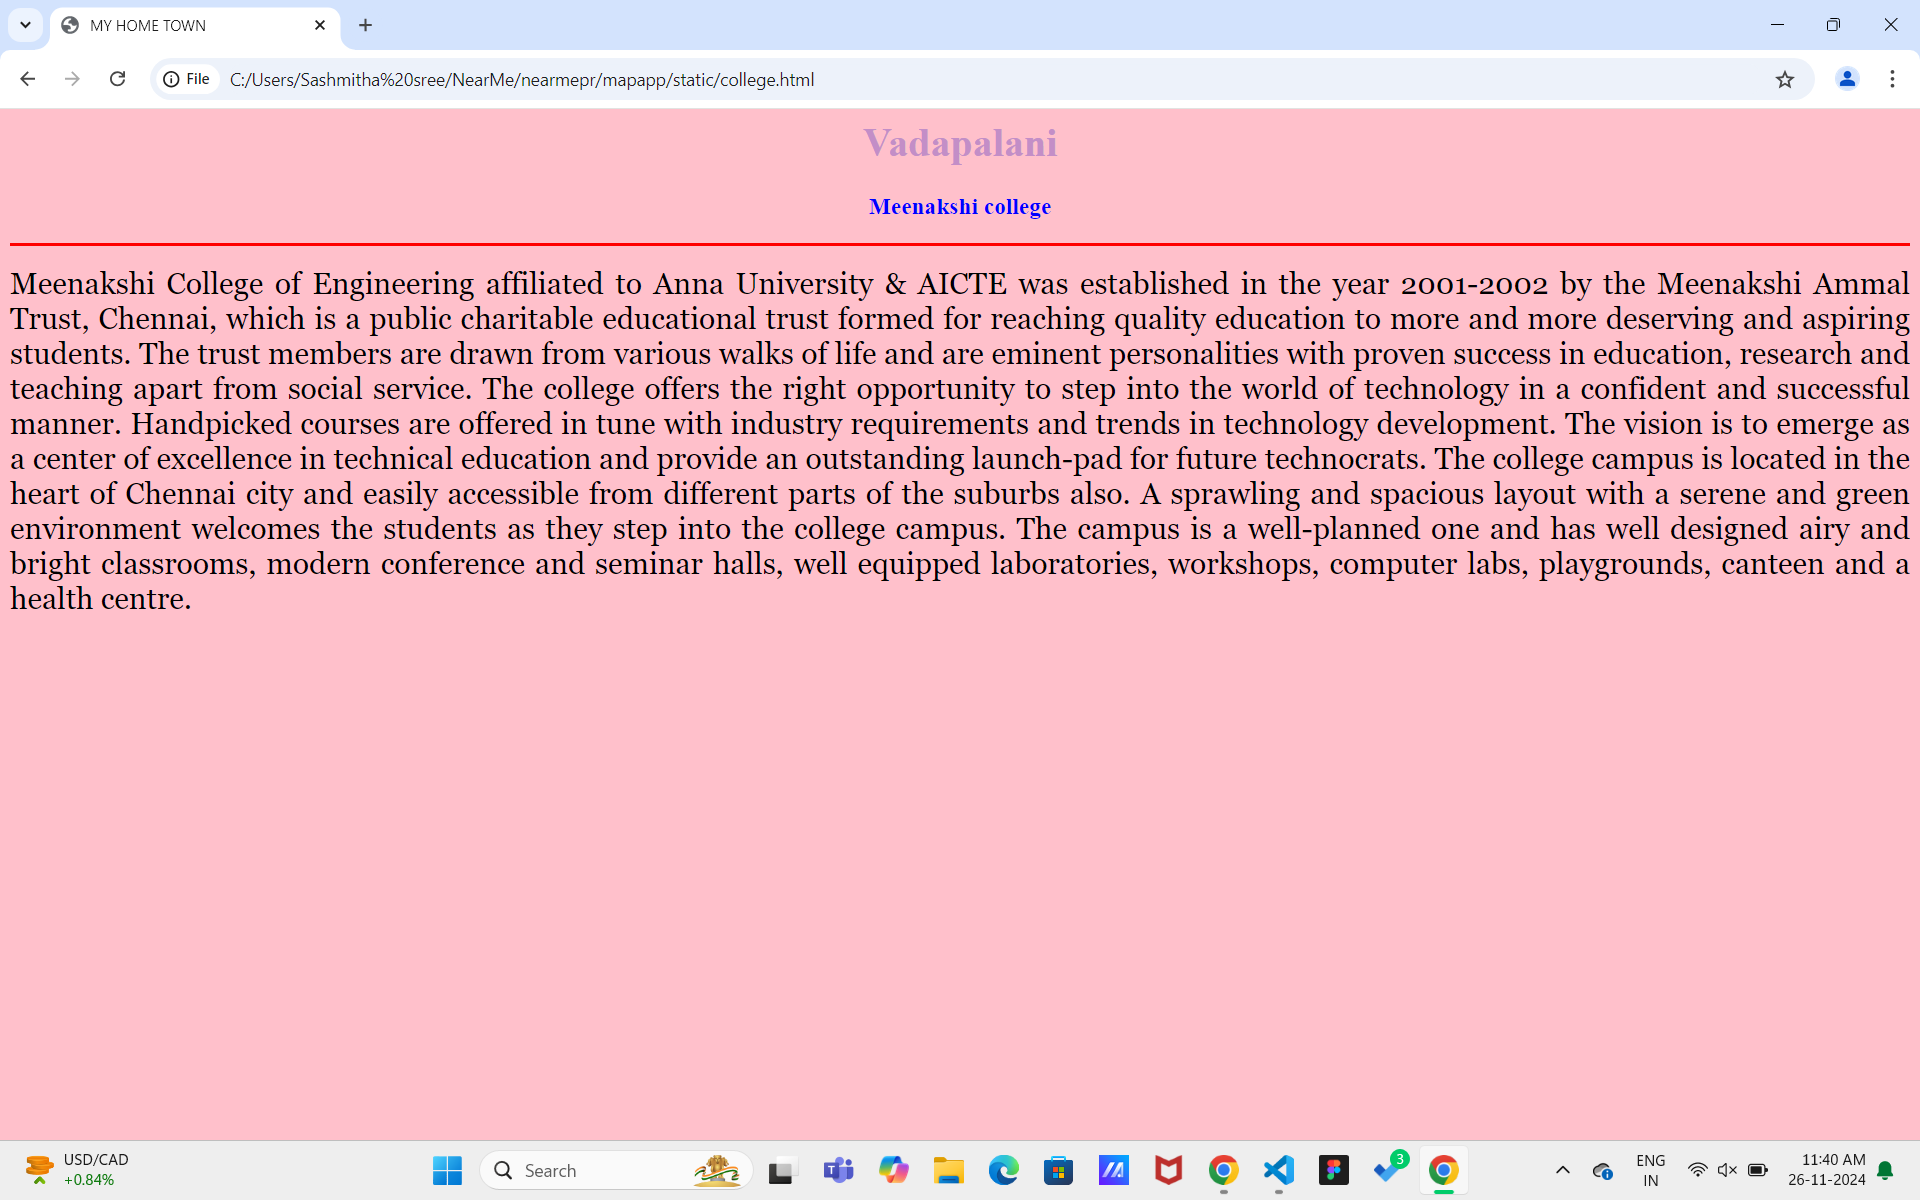 MY HOME TOWN
File
C:/Users/Sashmitha%20sree/NearMe/nearmepr/mapapp/static/college.html
Vadapalani
Meenakshi college
Meenakshi College of Engineering affiliated to Anna University & AICTE was established in the year 2001-2002 by the Meenakshi Ammal
Trust, Chennai, which is a public charitable educational trust formed for reaching quality education to more and more deserving and aspiring
students. The trust members are drawn from various walks of life and are eminent personalities with proven success in education, research and
teaching apart from social service. The college offers the right opportunity to step into the world of technology in a confident and successful
manner. Handpicked courses are offered in tune with industry requirements and trends in technology development. The vision is to emerge as
a center of excellence in technical education and provide an outstanding launch-pad for future technocrats. The college campus is located in the
heart of Chennai city and easily accessible from different parts of the suburbs also. A sprawling and spacious layout with a serene and green
environment welcomes the students as they step into the college campus. The campus is a well-planned one and has well designed airy and
bright classrooms, modern conference and seminar halls, well equipped laboratories, workshops, computer labs, playgrounds, canteen and a
health centre.
USD/CAD
+0.84%
Search
3
ENG
IN
11:40 AM
26-11-2024